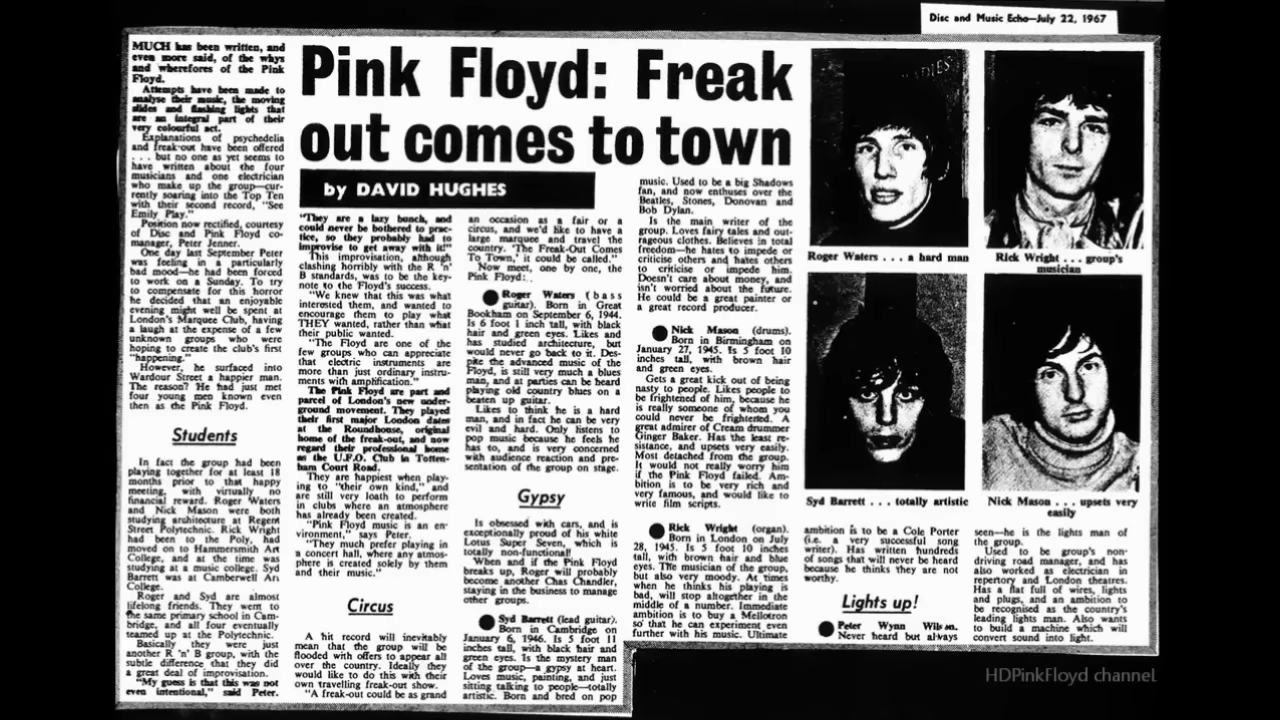 Disc and Music Echo—July 22, 1967
Pink Floyd: Freak
out comes to town
by DAVID HUGHES
MUCH has been written, and
even more said, of the whys
and wherefores of the Pink
Floyd.
Attempts have been made to
analyse their music, the moving
slides and flashing lights that
are an integral part of their
very colourful act.
Explanations of psychedelia
and freak-out have been offered
. . . but no one as yet seems to
have written about the four
musicians and one electrician
who make up the group—cur-
rently soaring into the Top Ten
with their second record, "See
Emily Play."
Position now rectified, courtesy
of Disc and Pink Floyd co-
manager, Peter Jenner.
One day last September Peter
was feeling in a particularly
bad mood—he had been forced
to work on a Sunday. To try
to compensate for this horror
he decided that an enjoyable
evening might well be spent at
London's Marquee Club, having
a laugh at the expense of a few
unknown groups who were
hoping to create the club's first
"happening."
However, he surfaced into
Wardour Street a happier man.
The reason? He had just met
four young men known even
then as the Pink Floyd.
Students
In fact the group had been
playing together for at least 18
months prior to that happy
meeting, with virtually no
financial reward. Roger Waters
and Nick Mason were both
studying architecture at Regent
Street Polytechnic. Rick Wright
had been to the Poly, had
moved on to Hammersmith Art
College, and at the time was
studying at a music college. Syd
Barrett was at Camberwell Art
College.
Roger and Syd are almost
lifelong friends. They went to
the same primary school in Cam-
bridge, and all four eventually
teamed up at the Polytechnic.
Basically they were just
another R 'n' B group, with the
subtle difference that they did
a great deal of improvisation.
"My guess is that this was not
even intentional," said Peter.
"They are a lazy bunch, and
could never be bothered to prac-
tice, so they probably had to
improvise to get away with it!"
This improvisation, although
clashing horribly with the R 'n'
B standards, was to be the key-
note to the Floyd's success.
"We knew that this was what
interested them, and wanted to
encourage them to play what
THEY wanted, rather than what
their public wanted.
"The Floyd are one of the
few groups who can appreciate
that electric instruments are
more than just ordinary instru-
ments with amplification."
The Pink Floyd are part and
parcel of London's new under-
ground movement. They played
their first major London dates
at the Roundhouse, original
home of the freak-out, and now
regard their professional home
as the U.F.O. Club in Totten-
ham Court Road.
They are happiest when play-
ing to "their own kind," and
are still very loath to perform
in clubs where an atmosphere
has already been created.
"Pink Floyd music is an en-
vironment," says Peter.
"They much prefer playing in
a concert hall, where any atmos-
phere is created solely by them
and their music."
Circus
A hit record will inevitably
mean that the group will be
flooded with offers to appear all
over the country. Ideally they
would like to do this with their
own travelling freak-out show.
"A freak-out could be as grand
an occasion as a fair or a
circus, and we'd like to have a
large marquee and travel the
country. 'The Freak-Out Comes
To Town,' it could be called."
Now meet, one by one, the
Pink Floyd:
Roger Waters (bass
guitar). Born in Great
Bookham on September 6, 1944.
Is 6 foot 1 inch tall, with black
hair and green eyes. Likes and
has studied architecture, but
would never go back to it. Des-
pite the advanced music of the
Floyd, is still very much a blues
man, and at parties can be heard
playing old country blues on a
beaten up guitar.
Likes to think he is a hard
man, and in fact he can be very
evil and hard. Only listens to
pop music because he feels he
has to, and is very concerned
with audience reaction and pre-
sentation of the group on stage.
Gypsy
Is obsessed with cars, and is
exceptionally proud of his white
Lotus Super Seven, which is
totally non-functional!
When and if the Pink Floyd
breaks up, Roger will probably
become another Chas Chandler,
staying in the business to manage
other groups.
Syd Barrett (lead guitar).
Born in Cambridge on
January 6, 1946. Is 5 foot 11
inches tall, with black hair and
green eyes. Is the mystery man
of the group—a gypsy at heart.
Loves music, painting, and just
sitting talking to people—totally
artistic. Born and bred on pop
music. Used to be a big Shadows
fan, and now enthuses over the
Beatles, Stones, Donovan and
Bob Dylan.
Is the main writer of the
group. Loves fairy tales and out-
rageous clothes. Believes in total
freedom—he hates to impede or
criticise others and hates others
to criticise or impede him.
Doesn't care about money, and
isn't worried about the future.
He could be a great painter or
a great record producer.
Nick Mason (drums).
Born in Birmingham on
January 27, 1945. Is 5 foot 10
inches tall, with brown hair
and green eyes.
Gets a great kick out of being
nasty to people. Likes people to
be frightened of him, because he
is really someone of whom you
could never be frightened. A
great admirer of Cream drummer
Ginger Baker. Has the least re-
sistance, and upsets very easily.
Most detached from the group.
It would not really worry him
if the Pink Floyd failed. Am-
bition is to be very rich and
very famous, and would like to
write film scripts.
Rick Wright (organ).
Born in London on July
28, 1945. Is 5 foot 10 inches
tall, with brown hair and blue
eyes. The musician of the group,
but also very moody. At times
when he thinks his playing is
bad, will stop altogether in the
middle of a number. Immediate
ambition is to buy a Mellotron
so that he can experiment even
further with his music. Ultimate
ambition is to be a Cole Porter
(i.e. a very successful song
writer). Has written hundreds
of songs that will never be heard
because he thinks they are not
worthy.
Lights up!
Peter Wynn Wilson.
Never heard but always
seen—he is the lights man of
the group.
Used to be group's non-
driving road manager, and has
also worked as electrician in
repertory and London theatres.
Has a flat full of wires, lights
and plugs, and an ambition to
be recognised as the country's
leading lights man. Also wants
to build a machine which will
convert sound into light.
Roger Waters . . . a hard man
Rick Wright . . . group's
musician
Syd Barrett . . . totally artistic
Nick Mason . . . upsets very
easily
HDPinkFloyd channel